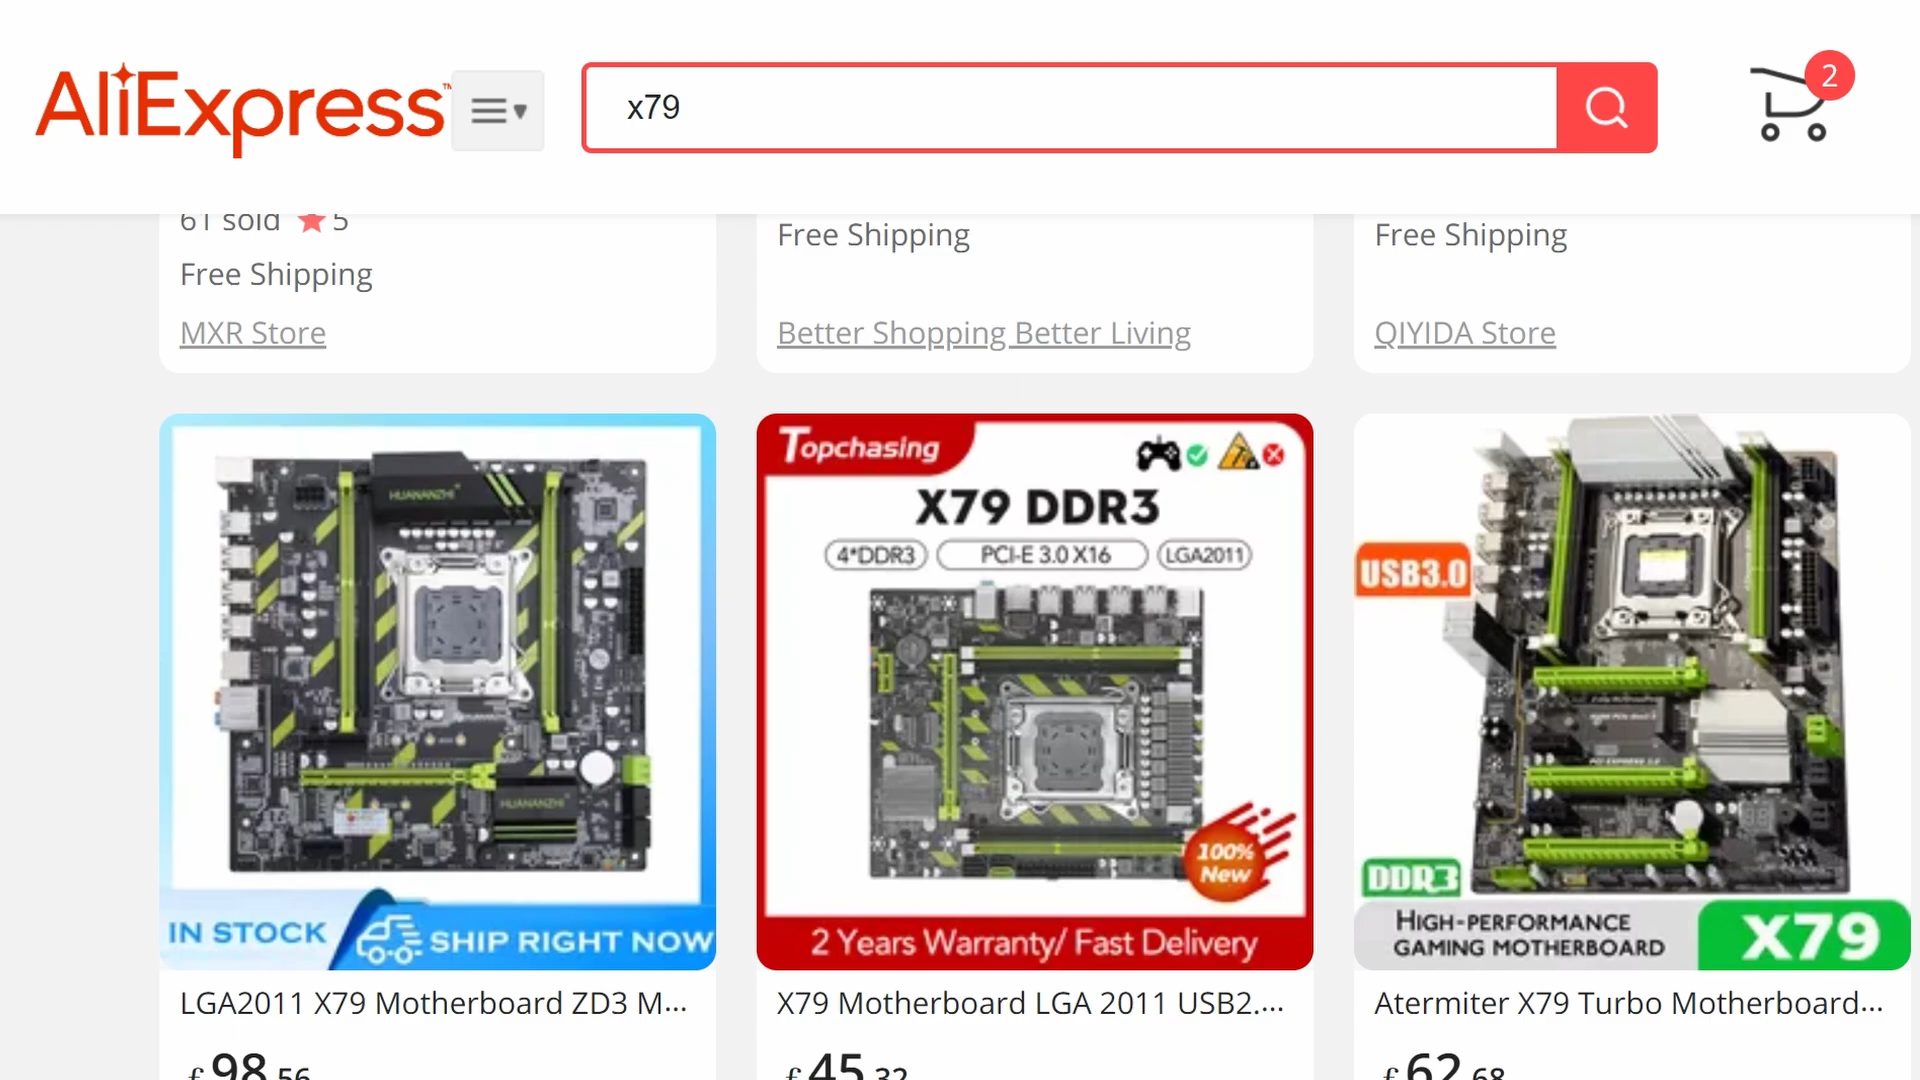 AliExpress™
x79
2
61 sold 5
Free Shipping
MXR Store
Free Shipping
Better Shopping Better Living
Free Shipping
QIYIDA Store
HUANANZHI
HUANANZHI
IN STOCK
SHIP RIGHT NOW
Topchasing
X79 DDR3
4*DDR3
PCI-E 3.0 X16
LGA2011
100%
New
2 Years Warranty/ Fast Delivery
USB3.0
DDR3
HIGH-PERFORMANCE
GAMING MOTHERBOARD
X79
LGA2011 X79 Motherboard ZD3 M...
X79 Motherboard LGA 2011 USB2....
Atermiter X79 Turbo Motherboard...
£98.56
£45.32
£62.68